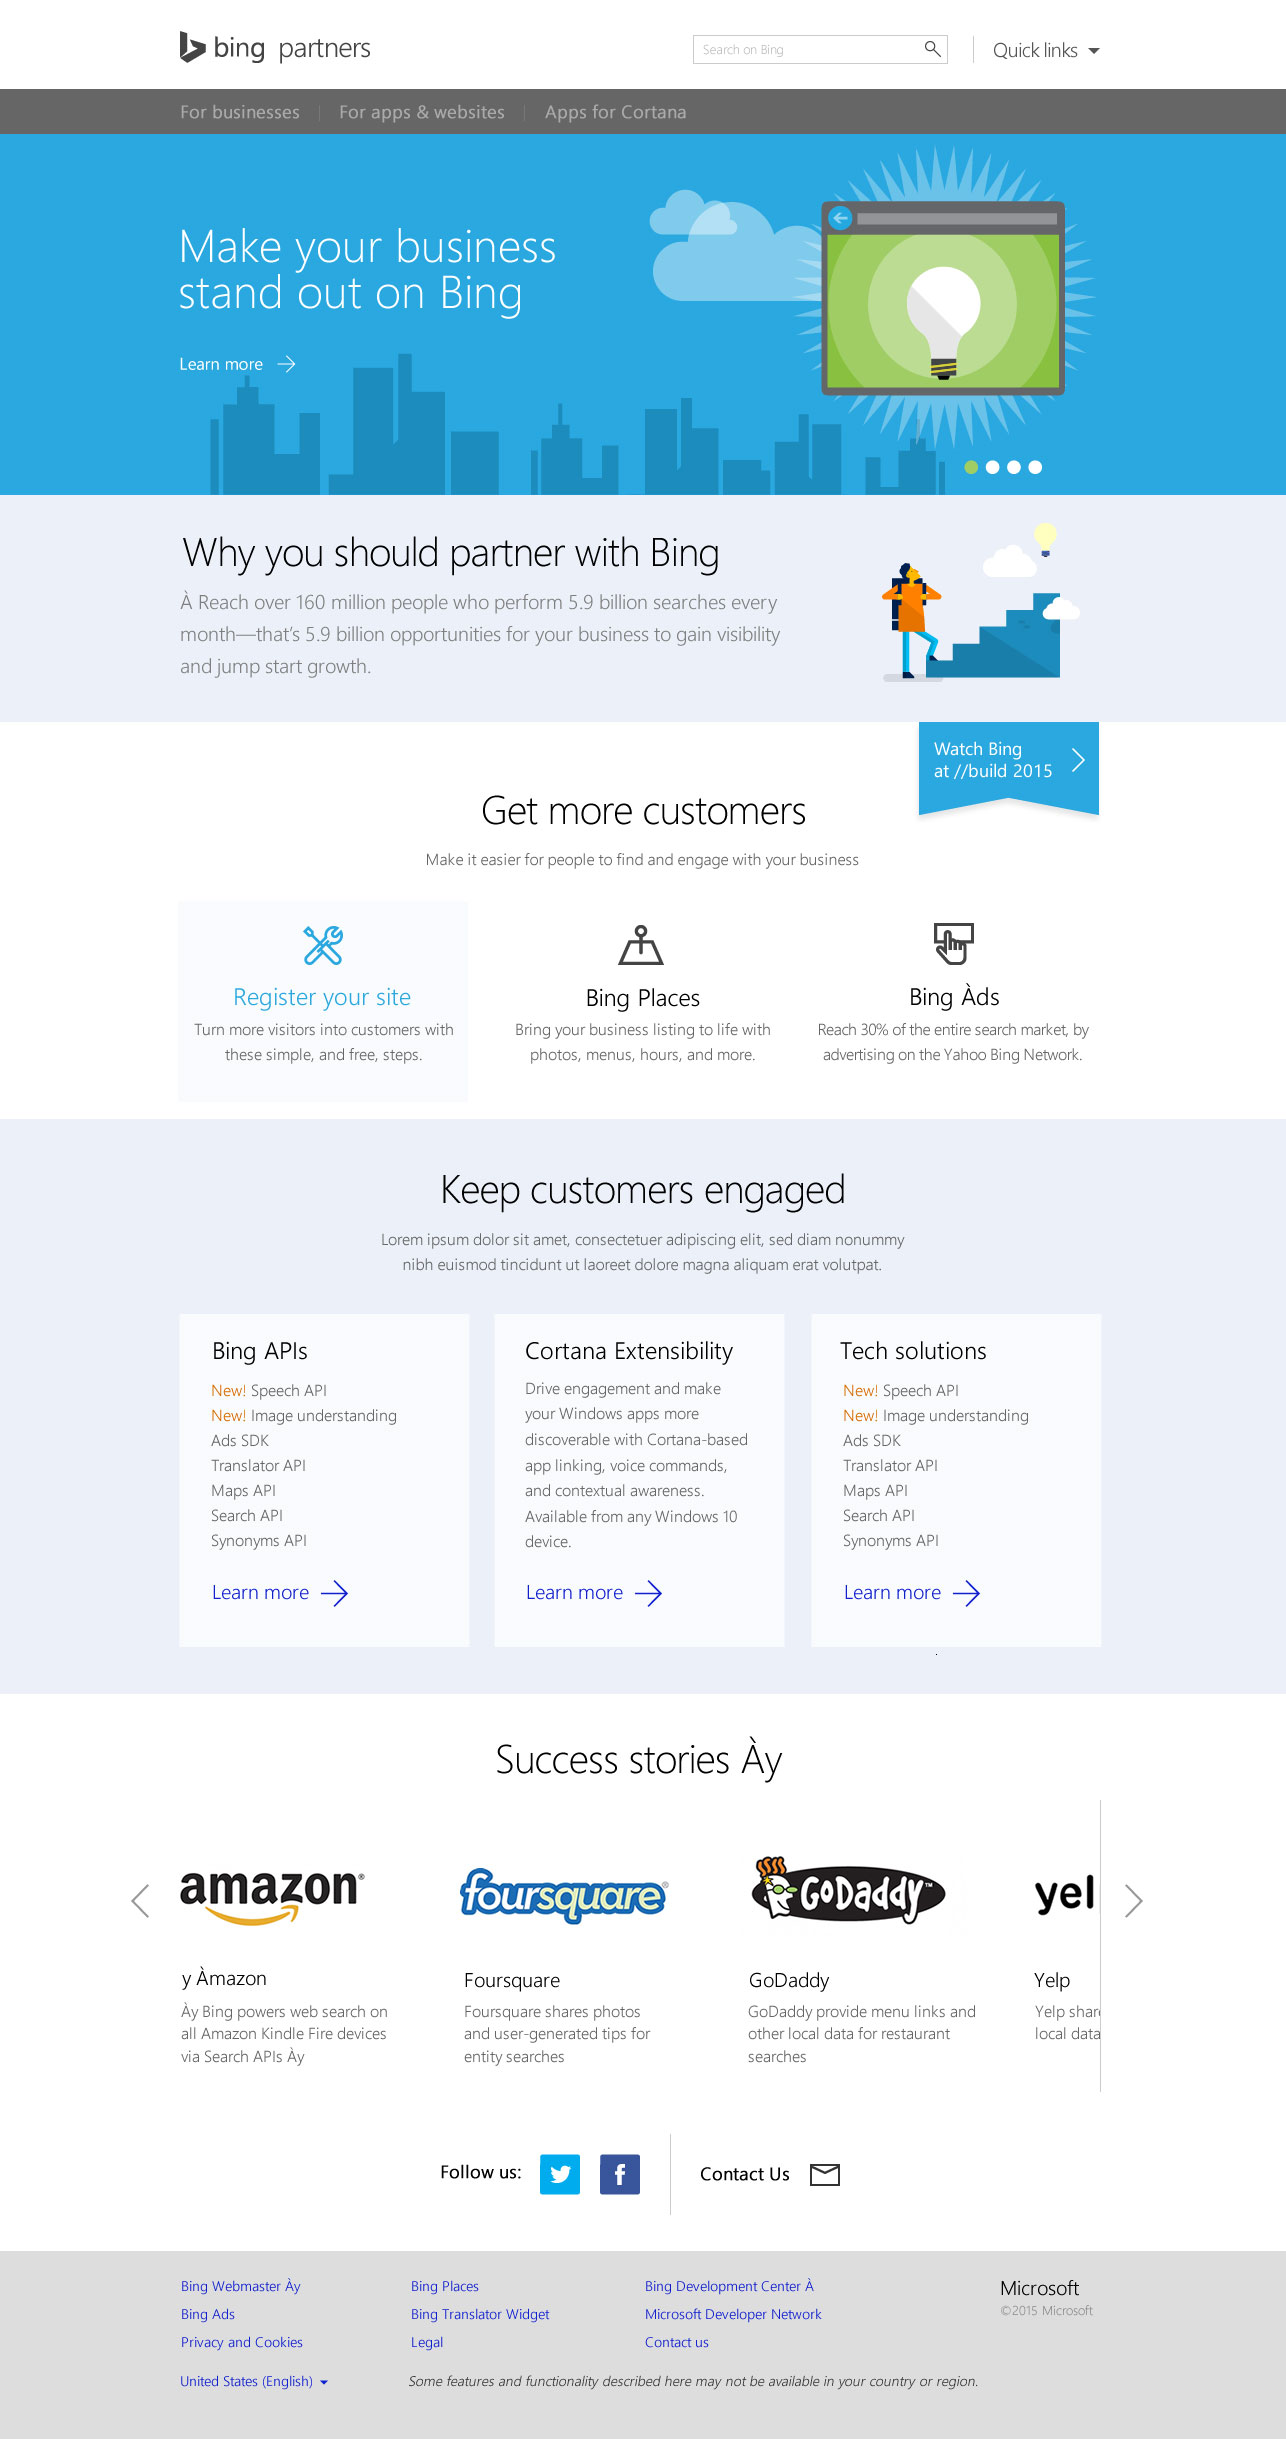 bing partners
Search on Bing
Quick links
For businesses
For apps & websites
Apps for Cortana
Make your business
stand out on Bing
Learn more
Why you should partner with Bing
À Reach over 160 million people who perform 5.9 billion searches every
month—that's 5.9 billion opportunities for your business to gain visibility
and jump start growth.
Watch Bing
at //build 2015
Get more customers
Make it easier for people to find and engage with your business
Register your site
Turn more visitors into customers with
these simple, and free, steps.
Bing Places
Bring your business listing to life with
photos, menus, hours, and more.
Bing Àds
Reach 30% of the entire search market, by
advertising on the Yahoo Bing Network.
Keep customers engaged
Lorem ipsum dolor sit amet, consectetuer adipiscing elit, sed diam nonummy
nibh euismod tincidunt ut laoreet dolore magna aliquam erat volutpat.
Bing APIs
New! Speech API
New! Image understanding
Ads SDK
Translator API
Maps API
Search API
Synonyms API
Learn more
Cortana Extensibility
Drive engagement and make
your Windows apps more
discoverable with Cortana-based
app linking, voice commands,
and contextual awareness.
Available from any Windows 10
device.
Learn more
Tech solutions
New! Speech API
New! Image understanding
Ads SDK
Translator API
Maps API
Search API
Synonyms API
Learn more
Success stories Ày
amazon®
foursquare®
GoDaddy™
yel
y Àmazon
Ày Bing powers web search on
all Amazon Kindle Fire devices
via Search APIs Ày
Foursquare
Foursquare shares photos
and user-generated tips for
entity searches
GoDaddy
GoDaddy provide menu links and
other local data for restaurant
searches
Yelp
Yelp share
local data
Follow us:
Contact Us
Bing Webmaster Ày
Bing Ads
Privacy and Cookies
Bing Places
Bing Translator Widget
Legal
Bing Development Center À
Microsoft Developer Network
Contact us
Microsoft
©2015 Microsoft
United States (English)
Some features and functionality described here may not be available in your country or region.